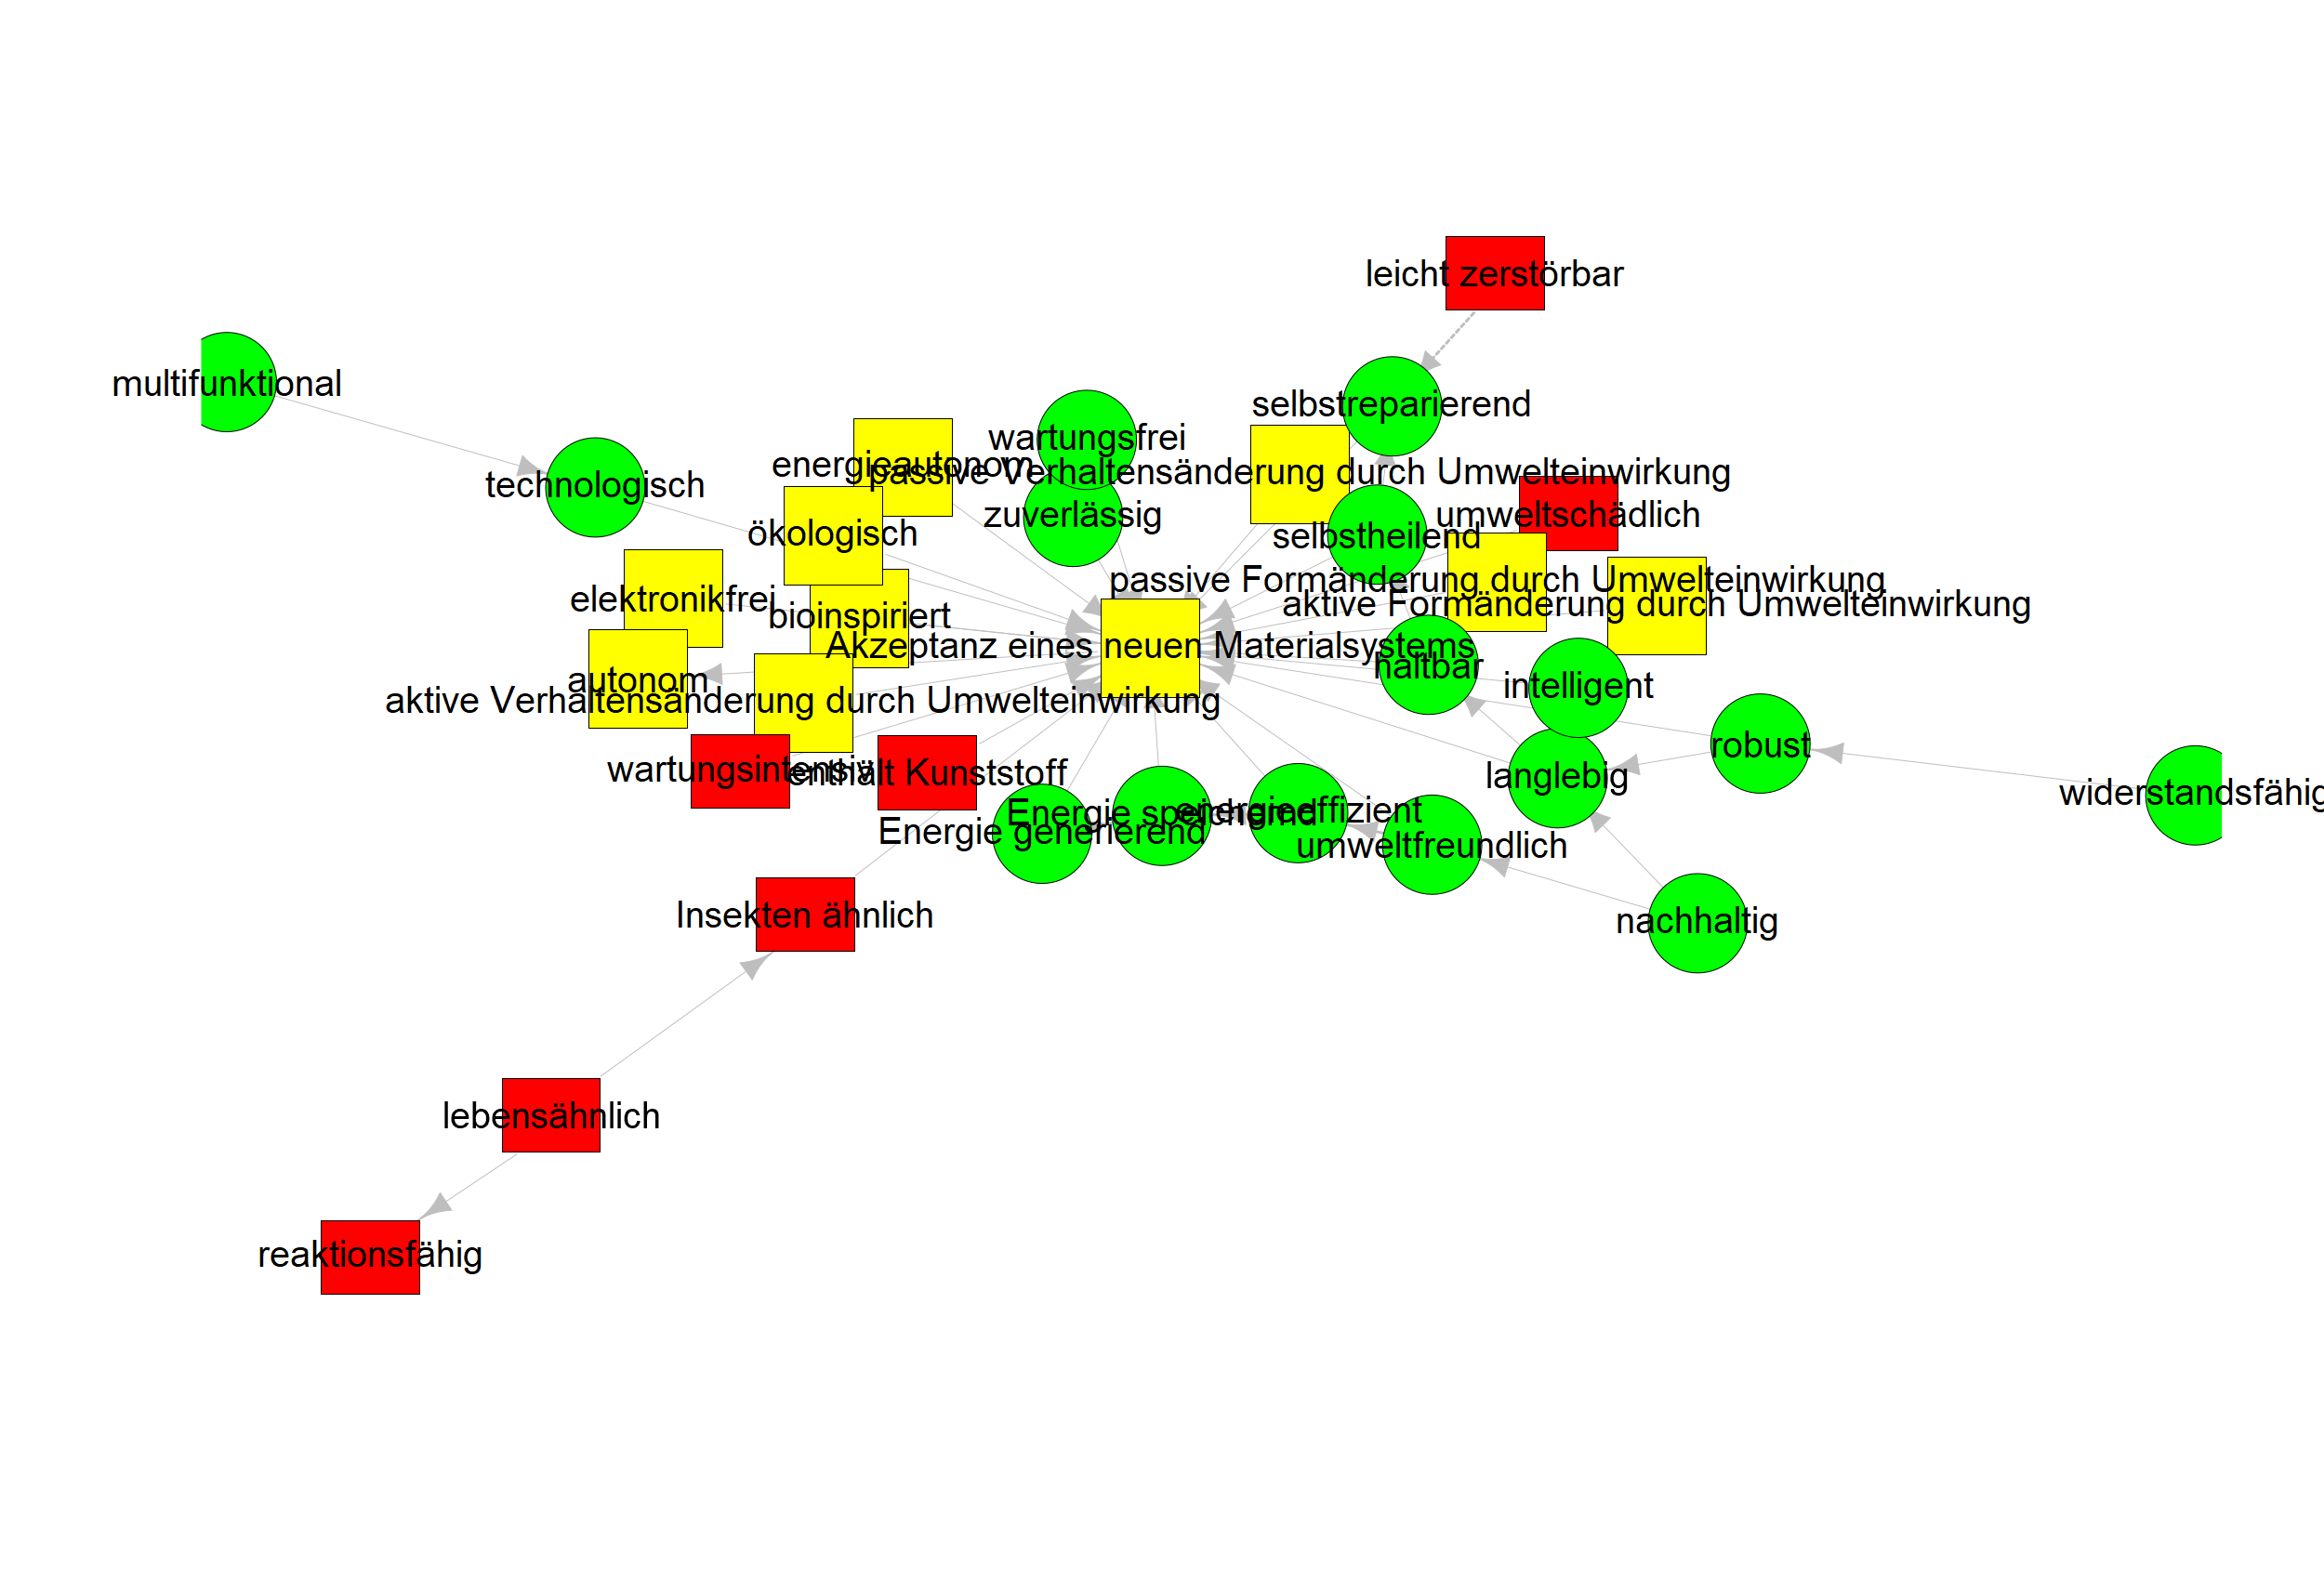 leicht zerstörbar
multifunktional
selbstreparierend
wartungsfrei
energieautonom
passive Verhaltensänderung durch Umwelteinwirkung
technologisch
zuverlässig
umweltschädlich
ökologisch
selbstheilend
passive Formänderung durch Umwelteinwirkung
elektronikfrei
aktive Formänderung durch Umwelteinwirkung
bioinspiriert
Akzeptanz eines neuen Materialsystems
haltbar
autonom
intelligent
aktive Verhaltensänderung durch Umwelteinwirkung
robust
wartungsintensiv
enthält Kunststoff
langlebig
widerstandsfähig
Energie speichernd
energieeffizient
Energie generierend
umweltfreundlich
Insekten ähnlich
nachhaltig
lebensähnlich
reaktionsfähig